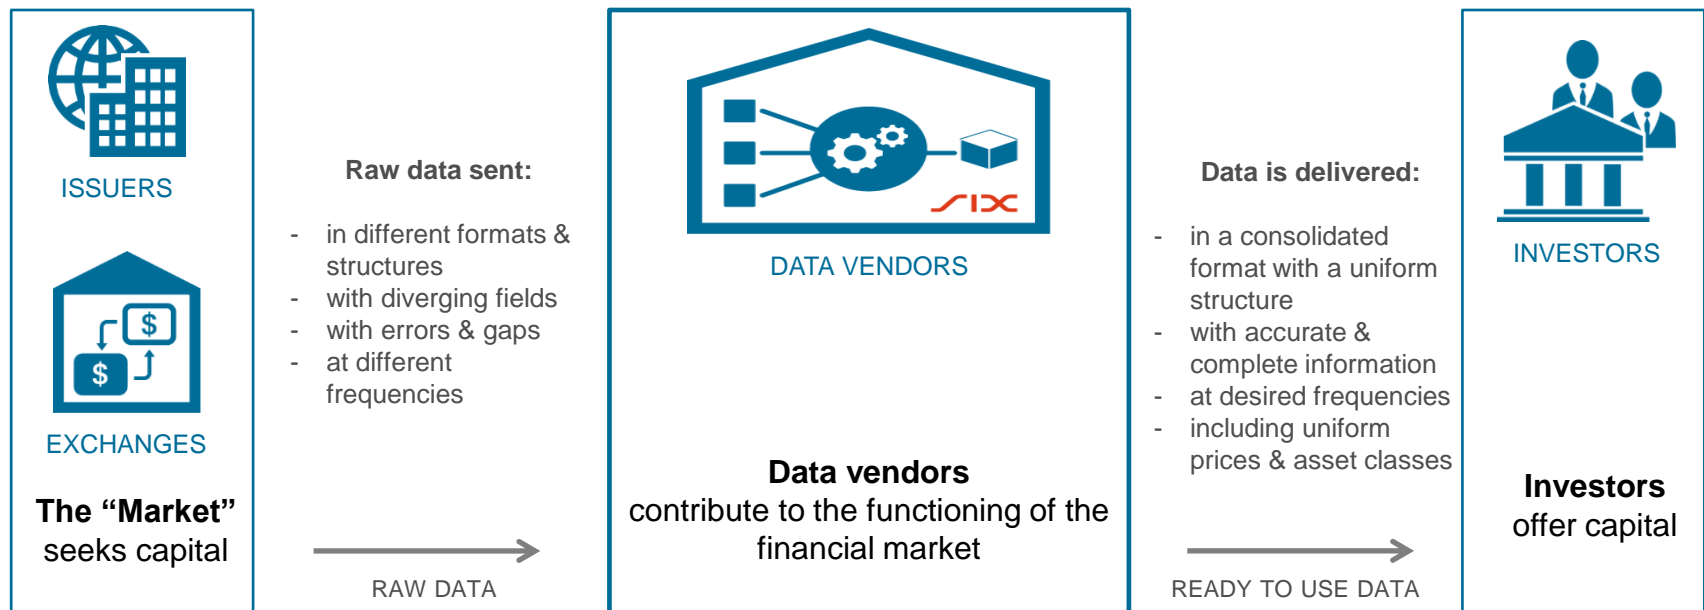 ISSUERS
EXCHANGES
The “Market”
seeks capital
Raw data sent:
- in different formats &
structures
- with diverging fields
- with errors & gaps
- at different
frequencies
RAW DATA
$
$
SIX
DATA VENDORS
Data vendors
contribute to the functioning of the
financial market
Data is delivered:
- in a consolidated
format with a uniform
structure
- with accurate &
complete information
- at desired frequencies
- including uniform
prices & asset classes
READY TO USE DATA
INVESTORS
Investors
offer capital